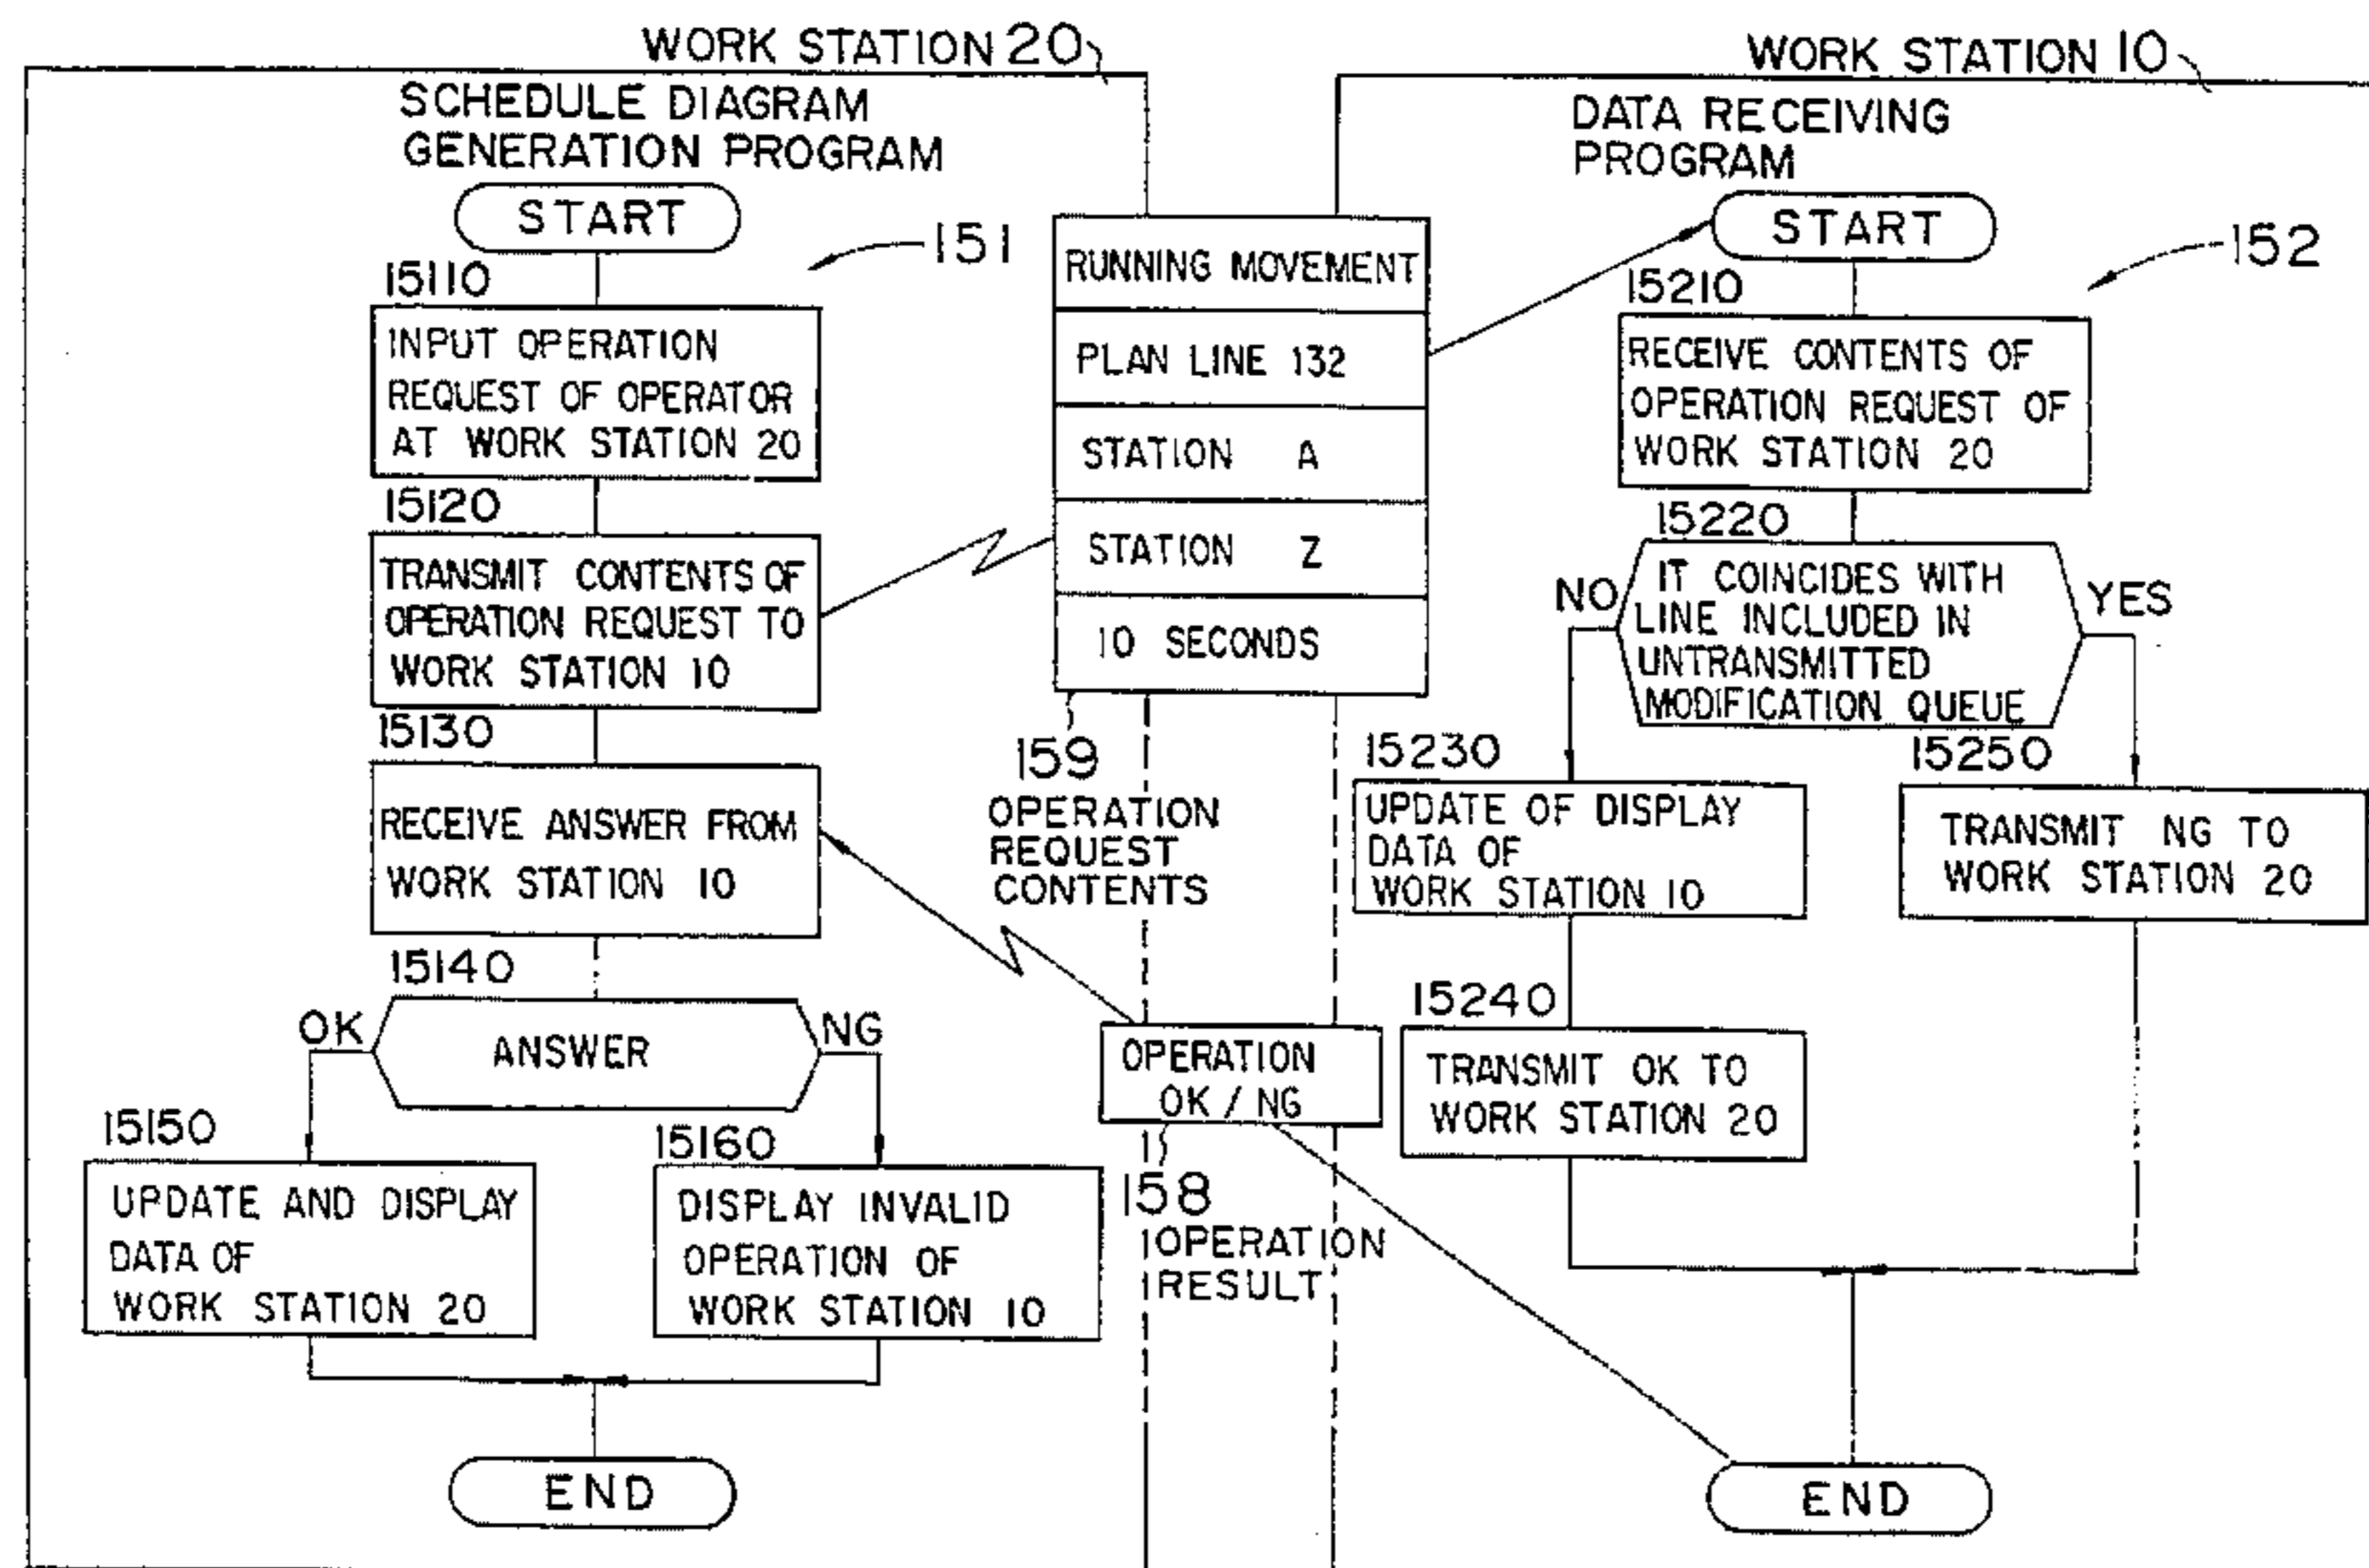 WORK STATION 20
SCHEDULE DIAGRAM
GENERATION PROGRAM
START
151
15110
INPUT OPERATION
REQUEST OF OPERATOR
AT WORK STATION 20
15120
TRANSMIT CONTENTS OF
OPERATION REQUEST TO
WORK STATION 10
15130
RECEIVE ANSWER FROM
WORK STATION 10
15140
OK
ANSWER
NG
15150
UPDATE AND DISPLAY
DATA OF
WORK STATION 20
15160
DISPLAY INVALID
OPERATION OF
WORK STATION 10
END
RUNNING MOVEMENT
PLAN LINE 132
STATION A
STATION Z
10 SECONDS
159
OPERATION
REQUEST
CONTENTS
OPERATION
OK / NG
158
OPERATION
RESULT
WORK STATION 10
DATA RECEIVING
PROGRAM
START
152
15210
RECEIVE CONTENTS OF
OPERATION REQUEST OF
WORK STATION 20
15220
NO
IT COINCIDES WITH
LINE INCLUDED IN
UNTRANSMITTED
MODIFICATION QUEUE
YES
15230
UPDATE OF DISPLAY
DATA OF
WORK STATION 10
15250
TRANSMIT NG TO
WORK STATION 20
15240
TRANSMIT OK TO
WORK STATION 20
END